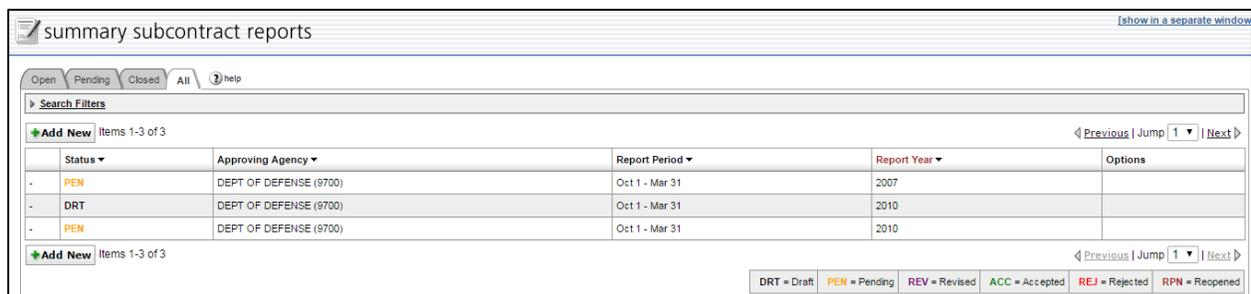 [show in a separate window
summary subcontract reports
Open Pending Closed All ? help
Search Filters
Add New Items 1-3 of 3 Previous | Jump 1 | Next
Status Approving Agency Report Period Report Year Options
- PEN DEPT OF DEFENSE (9700) Oct 1 - Mar 31 2007
- DRT DEPT OF DEFENSE (9700) Oct 1 - Mar 31 2010
- PEN DEPT OF DEFENSE (9700) Oct 1 - Mar 31 2010
Add New Items 1-3 of 3 Previous | Jump 1 | Next
DRT = Draft PEN = Pending REV = Revised ACC = Accepted REJ = Rejected RPN = Reopened